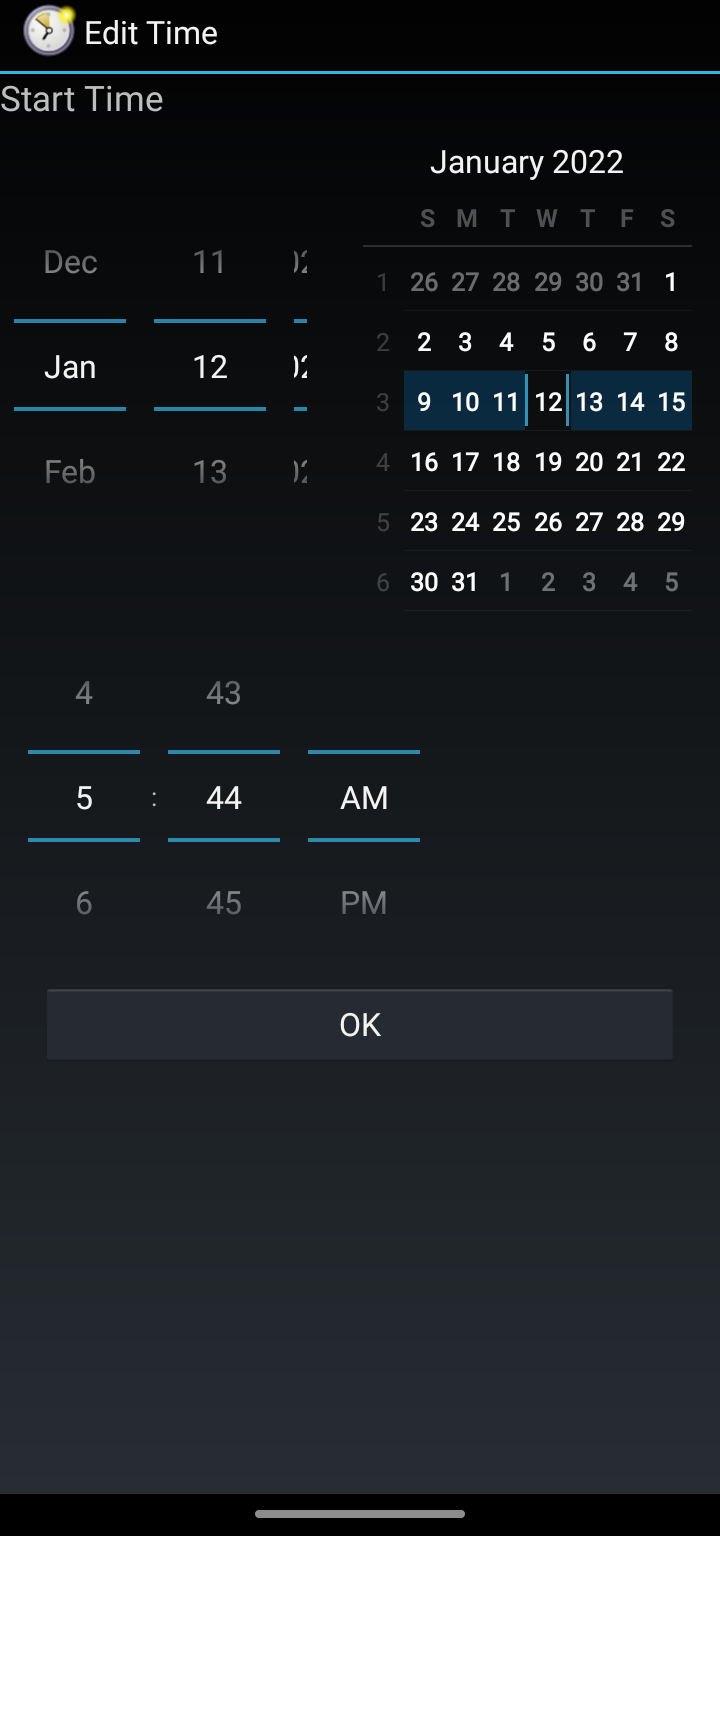 Edit Time
Start Time
Dec 11
Jan 12
Feb 13
January 2022
S M T W T F S
1 26 27 28 29 30 31 1
2 2 3 4 5 6 7 8
3 9 10 11 12 13 14 15
4 16 17 18 19 20 21 22
5 23 24 25 26 27 28 29
6 30 31 1 2 3 4 5
4 43
5 : 44 AM
6 45 PM
OK